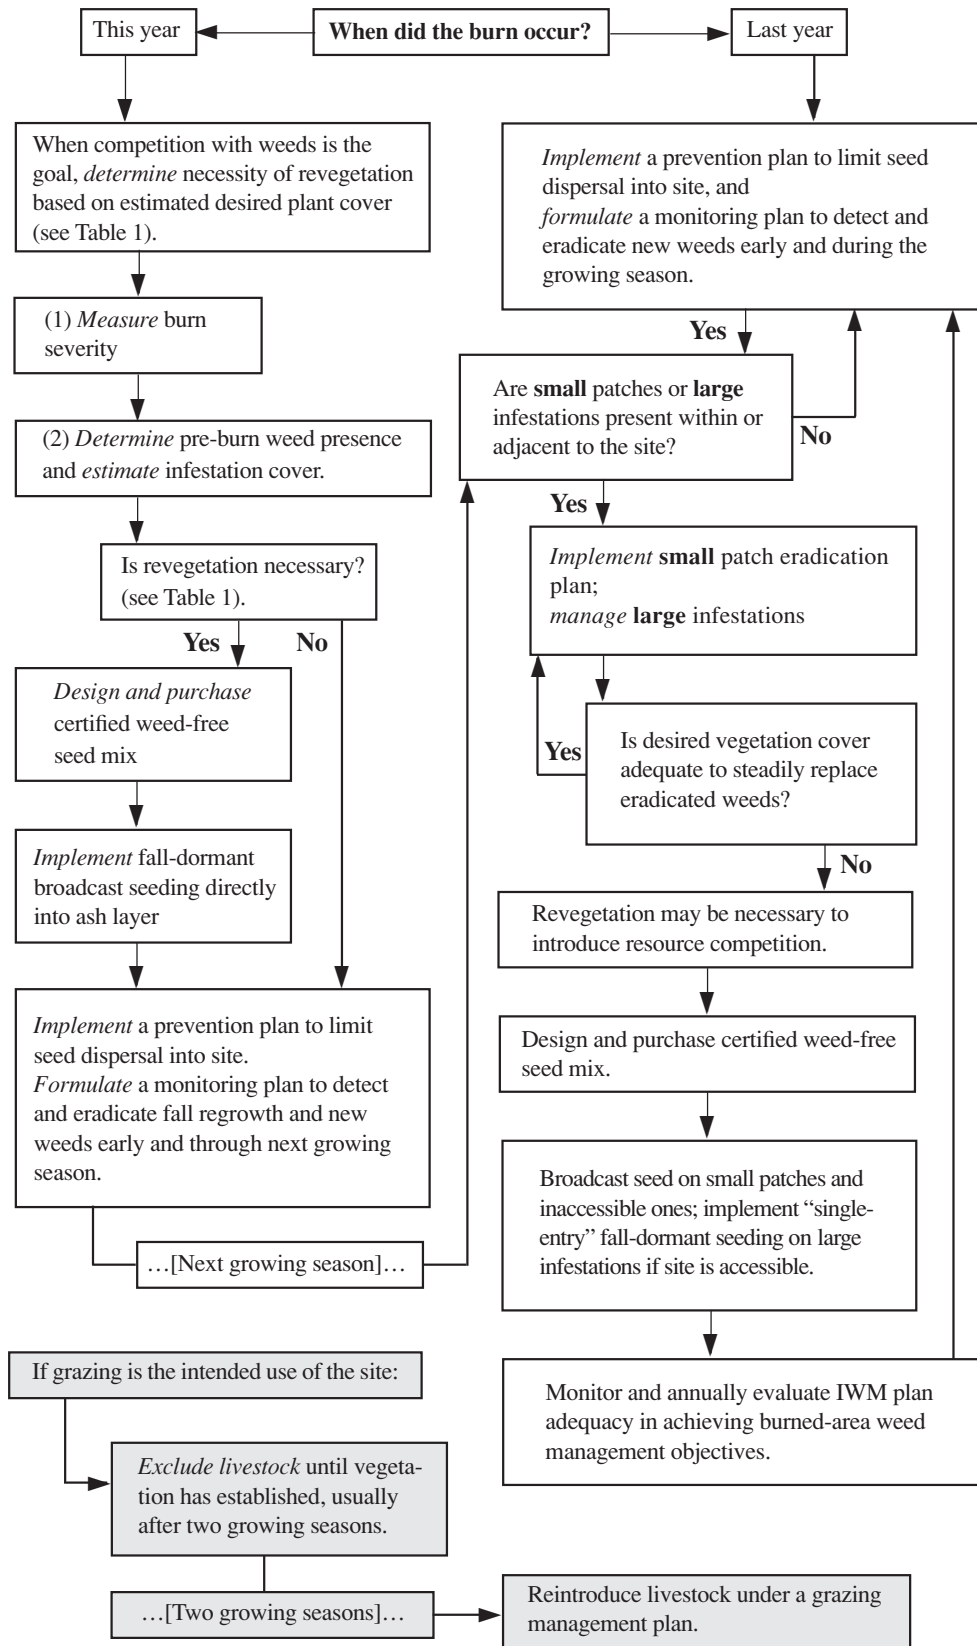 This year
When did the burn occur?
Last year
When competition with weeds is the
goal, determine necessity of revegetation
based on estimated desired plant cover
(see Table 1).
(1) Measure burn
severity
(2) Determine pre-burn weed presence
and estimate infestation cover.
Is revegetation necessary?
(see Table 1).
Yes
No
Design and purchase
certified weed-free
seed mix
Implement fall-dormant
broadcast seeding directly
into ash layer
Implement a prevention plan to limit
seed dispersal into site.
Formulate a monitoring plan to detect
and eradicate fall regrowth and new
weeds early and through next growing
season.
…[Next growing season]…
Implement a prevention plan to limit seed
dispersal into site, and
formulate a monitoring plan to detect and
eradicate new weeds early and during the
growing season.
Yes
Are small patches or large
infestations present within or
adjacent to the site?
No
Yes
Implement small patch eradication
plan;
manage large infestations
Yes
Is desired vegetation cover
adequate to steadily replace
eradicated weeds?
No
Revegetation may be necessary to
introduce resource competition.
Design and purchase certified weed-free
seed mix.
Broadcast seed on small patches and
inaccessible ones; implement “single-
entry” fall-dormant seeding on large
infestations if site is accessible.
Monitor and annually evaluate IWM plan
adequacy in achieving burned-area weed
management objectives.
If grazing is the intended use of the site:
Exclude livestock until vegeta-
tion has established, usually
after two growing seasons.
…[Two growing seasons]…
Reintroduce livestock under a grazing
management plan.